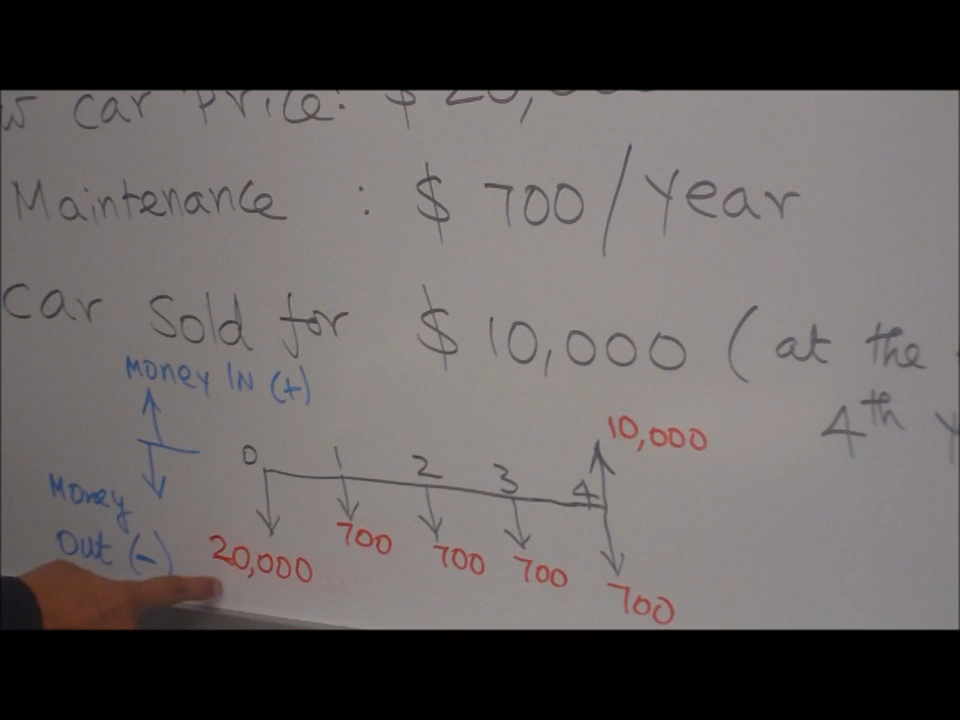 car Price: $ 20,
Maintenance : $ 700/Year
car Sold for $ 10,000 (at the
4th Y
Money IN (+)
10,000
0 1 2 3 4
Money
Out (-)
20,000 700 700 700 700